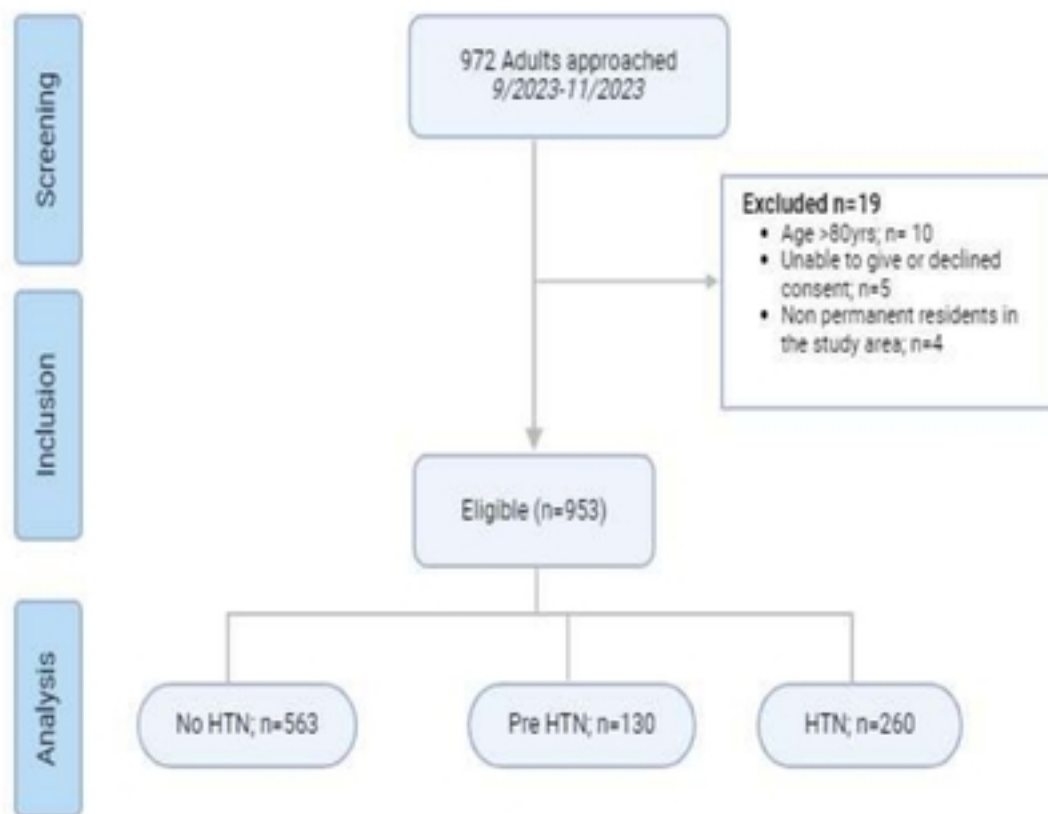 Screening
972 Adults approached
9/2023-11/2023
Excluded n=19
• Age >80yrs; n= 10
• Unable to give or declined
consent; n=5
• Non permanent residents in
the study area; n=4
Inclusion
Eligible (n=953)
Analysis
No HTN; n=563
Pre HTN; n=130
HTN; n=260